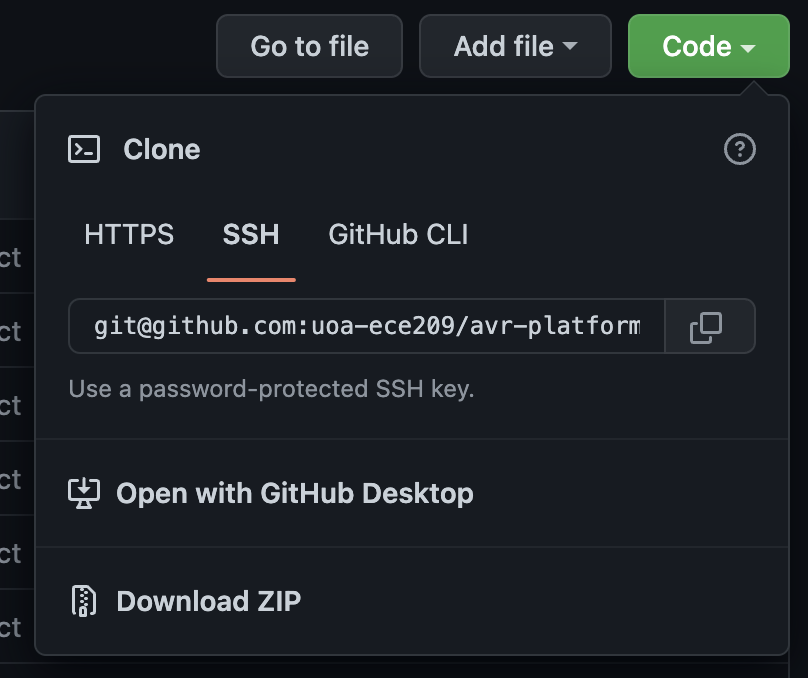 Go to file
Add file
Code
Clone
HTTPS
SSH
GitHub CLI
git@github.com:uoa-ece209/avr-platform
Use a password-protected SSH key.
Open with GitHub Desktop
Download ZIP
ct
ct
ct
ct
ct
ct